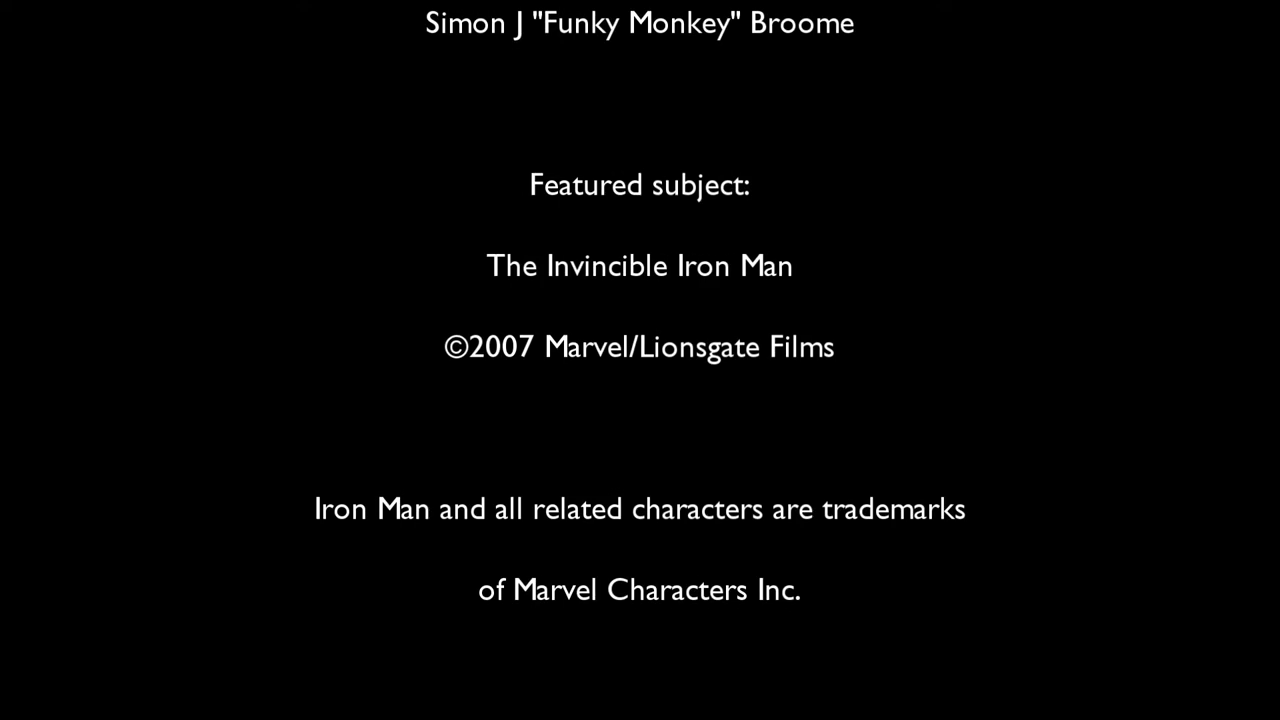 Simon J "Funky Monkey" Broome
Featured subject:
The Invincible Iron Man
©2007 Marvel/Lionsgate Films
Iron Man and all related characters are trademarks
of Marvel Characters Inc.